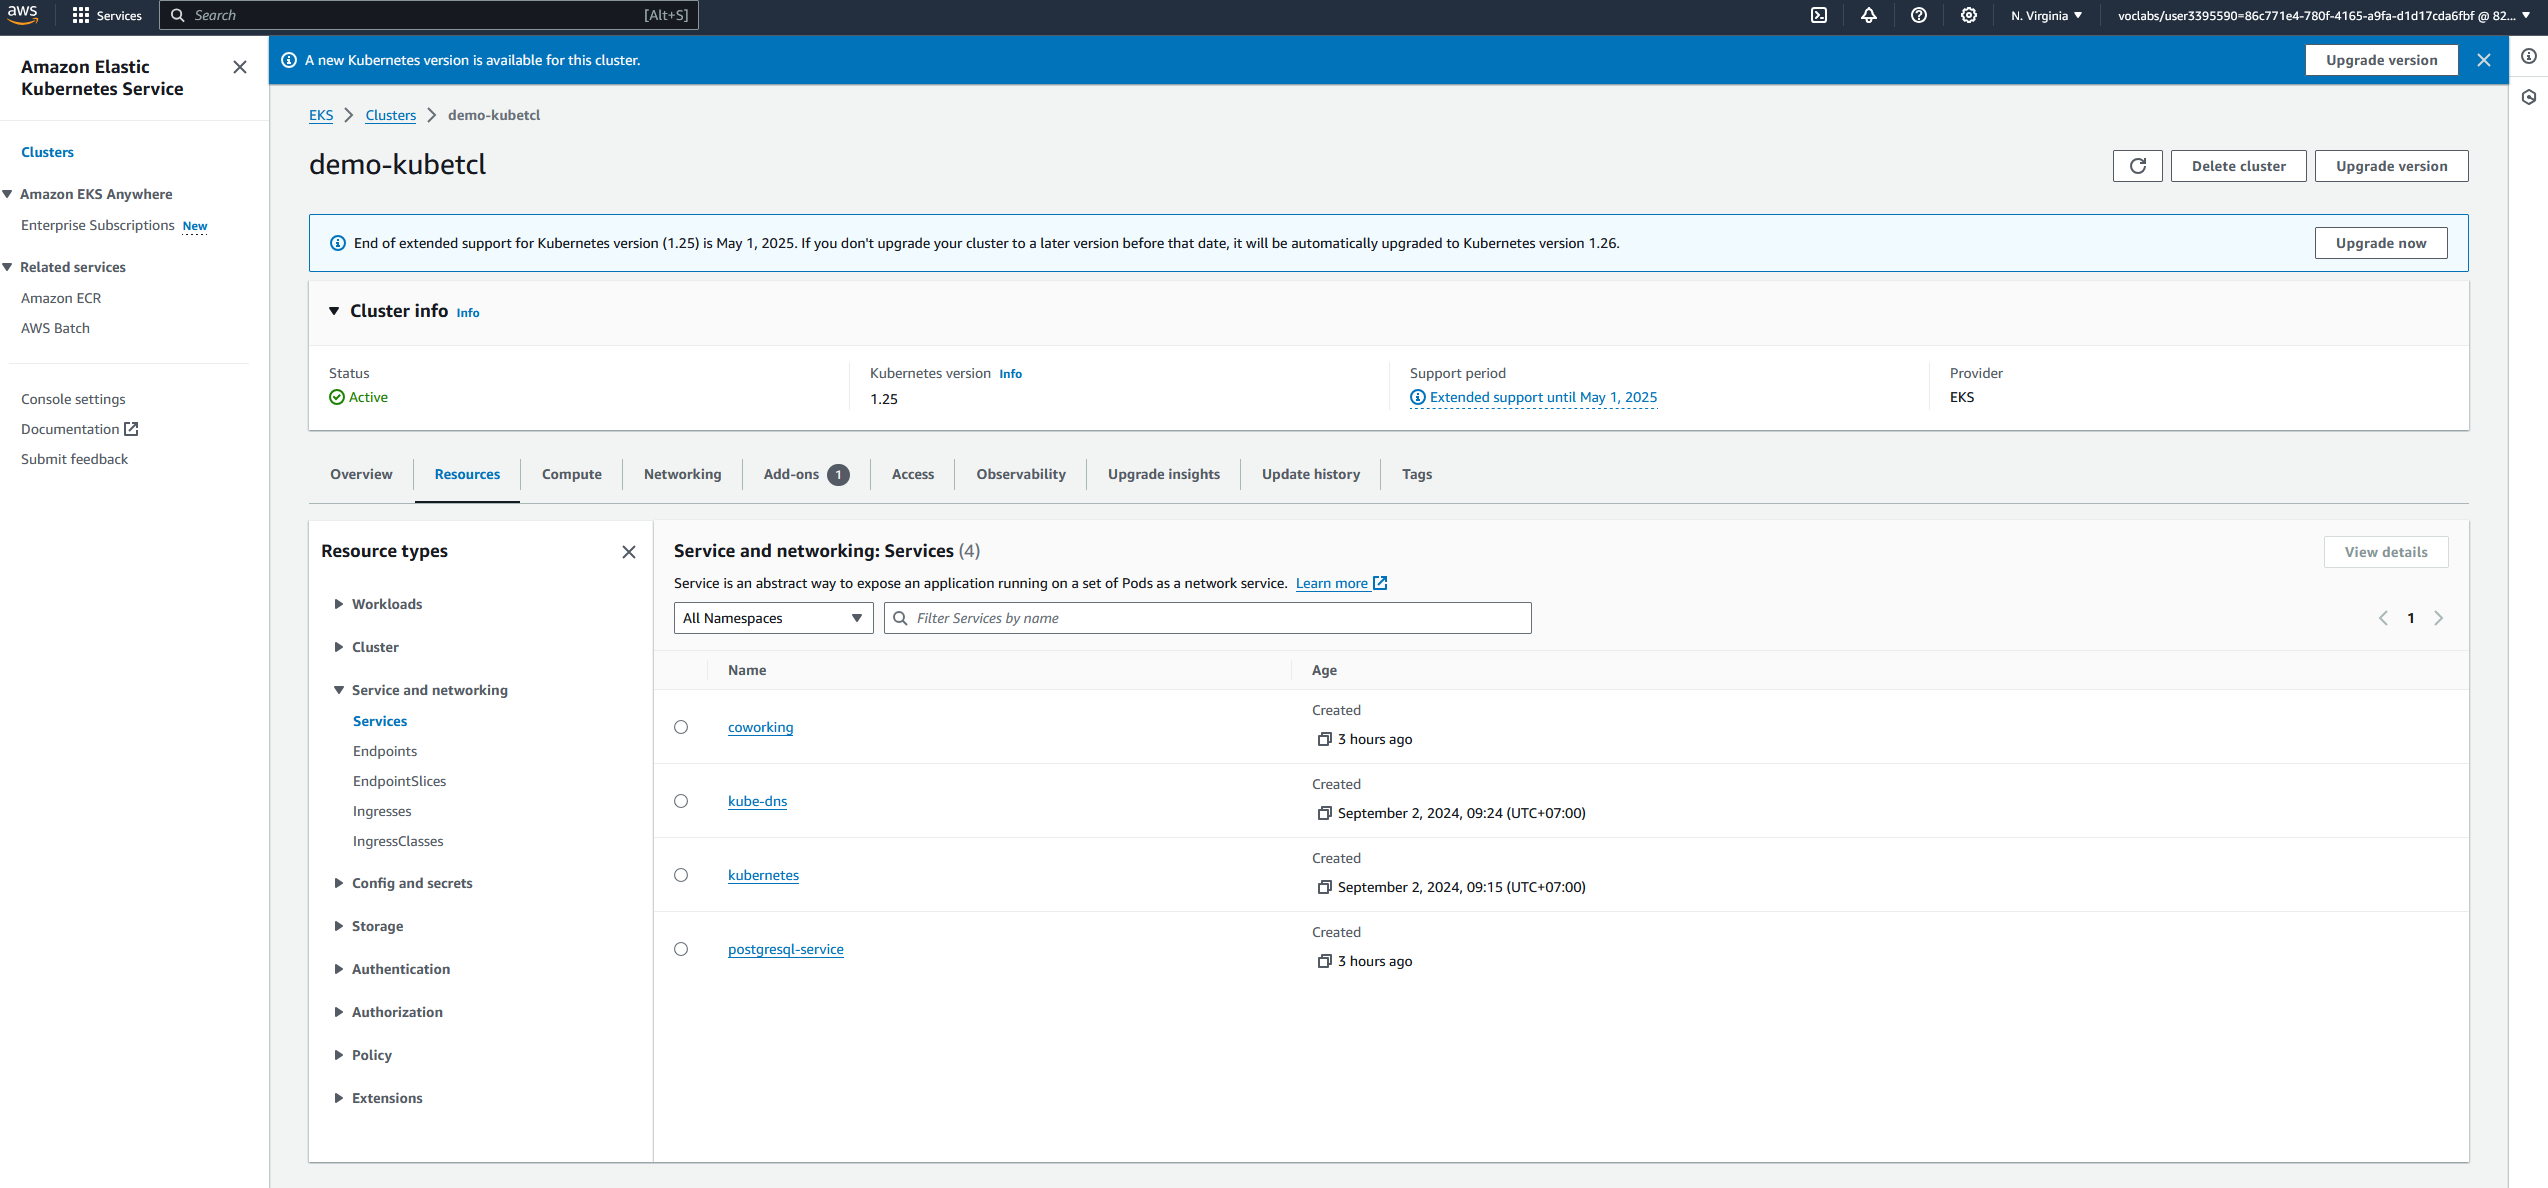 aws
Services
Search
[Alt+S]
N. Virginia
voclabs/user3395590=86c771e4-780f-4165-a9fa-d1d17cda6fbf @ 82...
Amazon Elastic
Kubernetes Service
Clusters
Amazon EKS Anywhere
Enterprise Subscriptions New
Related services
Amazon ECR
AWS Batch
Console settings
Documentation
Submit feedback
A new Kubernetes version is available for this cluster.
Upgrade version
EKS
Clusters
demo-kubetcl
demo-kubetcl
Delete cluster
Upgrade version
End of extended support for Kubernetes version (1.25) is May 1, 2025. If you don't upgrade your cluster to a later version before that date, it will be automatically upgraded to Kubernetes version 1.26.
Upgrade now
Cluster info Info
Status
Active
Kubernetes version Info
1.25
Support period
Extended support until May 1, 2025
Provider
EKS
Overview
Resources
Compute
Networking
Add-ons 1
Access
Observability
Upgrade insights
Update history
Tags
Resource types
Workloads
Cluster
Service and networking
Services
Endpoints
EndpointSlices
Ingresses
IngressClasses
Config and secrets
Storage
Authentication
Authorization
Policy
Extensions
Service and networking: Services (4)
View details
Service is an abstract way to expose an application running on a set of Pods as a network service. Learn more
All Namespaces
Filter Services by name
1
Name
Age
coworking
Created
3 hours ago
kube-dns
Created
September 2, 2024, 09:24 (UTC+07:00)
kubernetes
Created
September 2, 2024, 09:15 (UTC+07:00)
postgresql-service
Created
3 hours ago